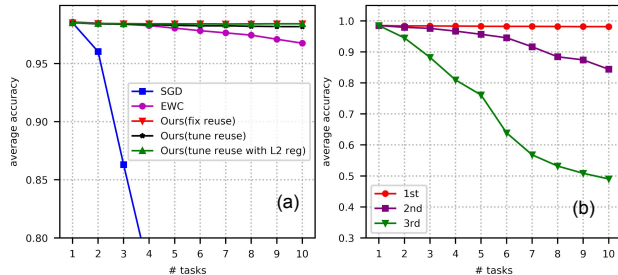 average accuracy
0.95
0.90
0.85
0.80
SGD
EWC
Ours(fix reuse)
Ours(tune reuse)
Ours(tune reuse with L2 reg)
(a)
1 2 3 4 5 6 7 8 9 10
# tasks
average accuracy
1.0
0.9
0.8
0.7
0.6
0.5
0.4
0.3
1st
2nd
3rd
(b)
1 2 3 4 5 6 7 8 9 10
# tasks